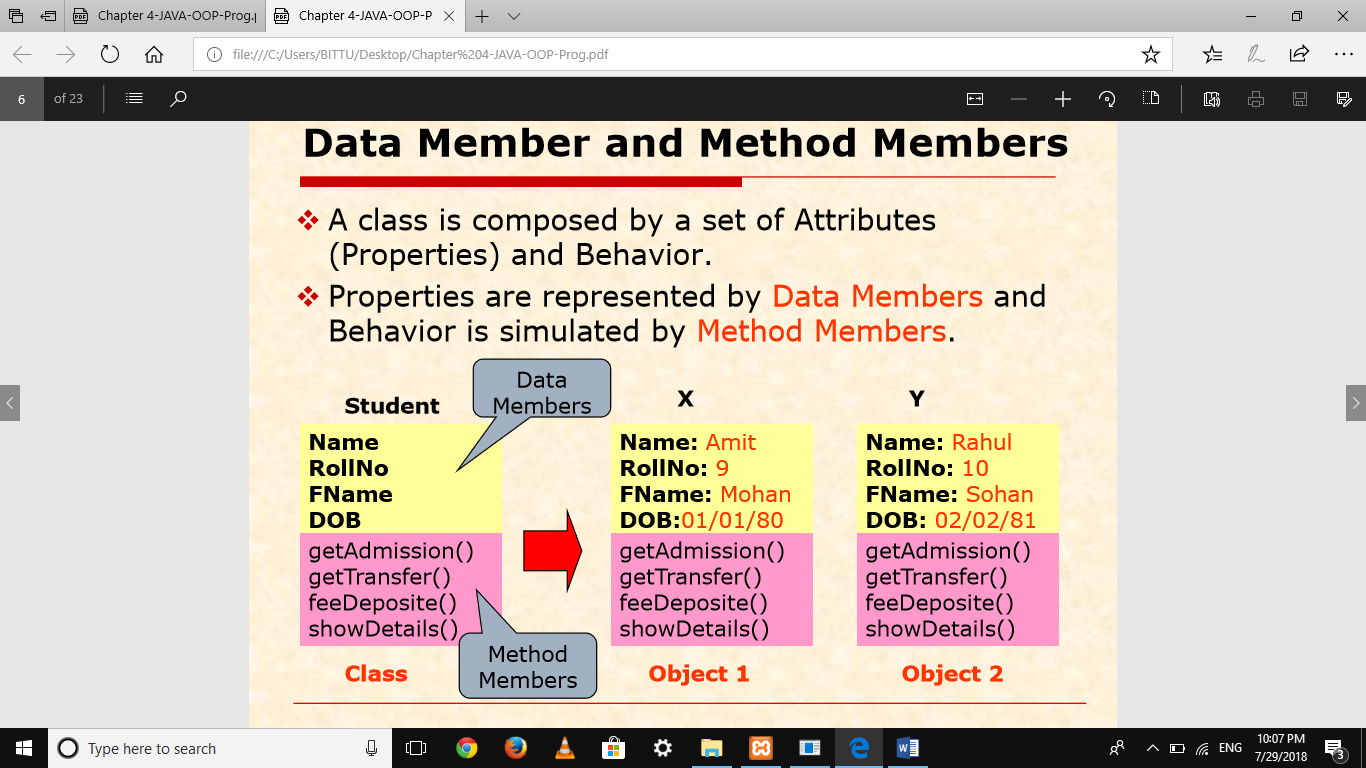 Chapter 4-JAVA-OOP-Prog.p
Chapter 4-JAVA-OOP-P
file:///C:/Users/BITTU/Desktop/Chapter%204-JAVA-OOP-Prog.pdf
6 of 23
Data Member and Method Members
A class is composed by a set of Attributes
(Properties) and Behavior.
Properties are represented by Data Members and
Behavior is simulated by Method Members.
Data
Members
Student
Name
RollNo
FName
DOB
getAdmission()
getTransfer()
feeDeposite()
showDetails()
Class
Method
Members
X
Name: Amit
RollNo: 9
FName: Mohan
DOB:01/01/80
getAdmission()
getTransfer()
feeDeposite()
showDetails()
Object 1
Y
Name: Rahul
RollNo: 10
FName: Sohan
DOB: 02/02/81
getAdmission()
getTransfer()
feeDeposite()
showDetails()
Object 2
Type here to search
ENG
10:07 PM
7/29/2018
3